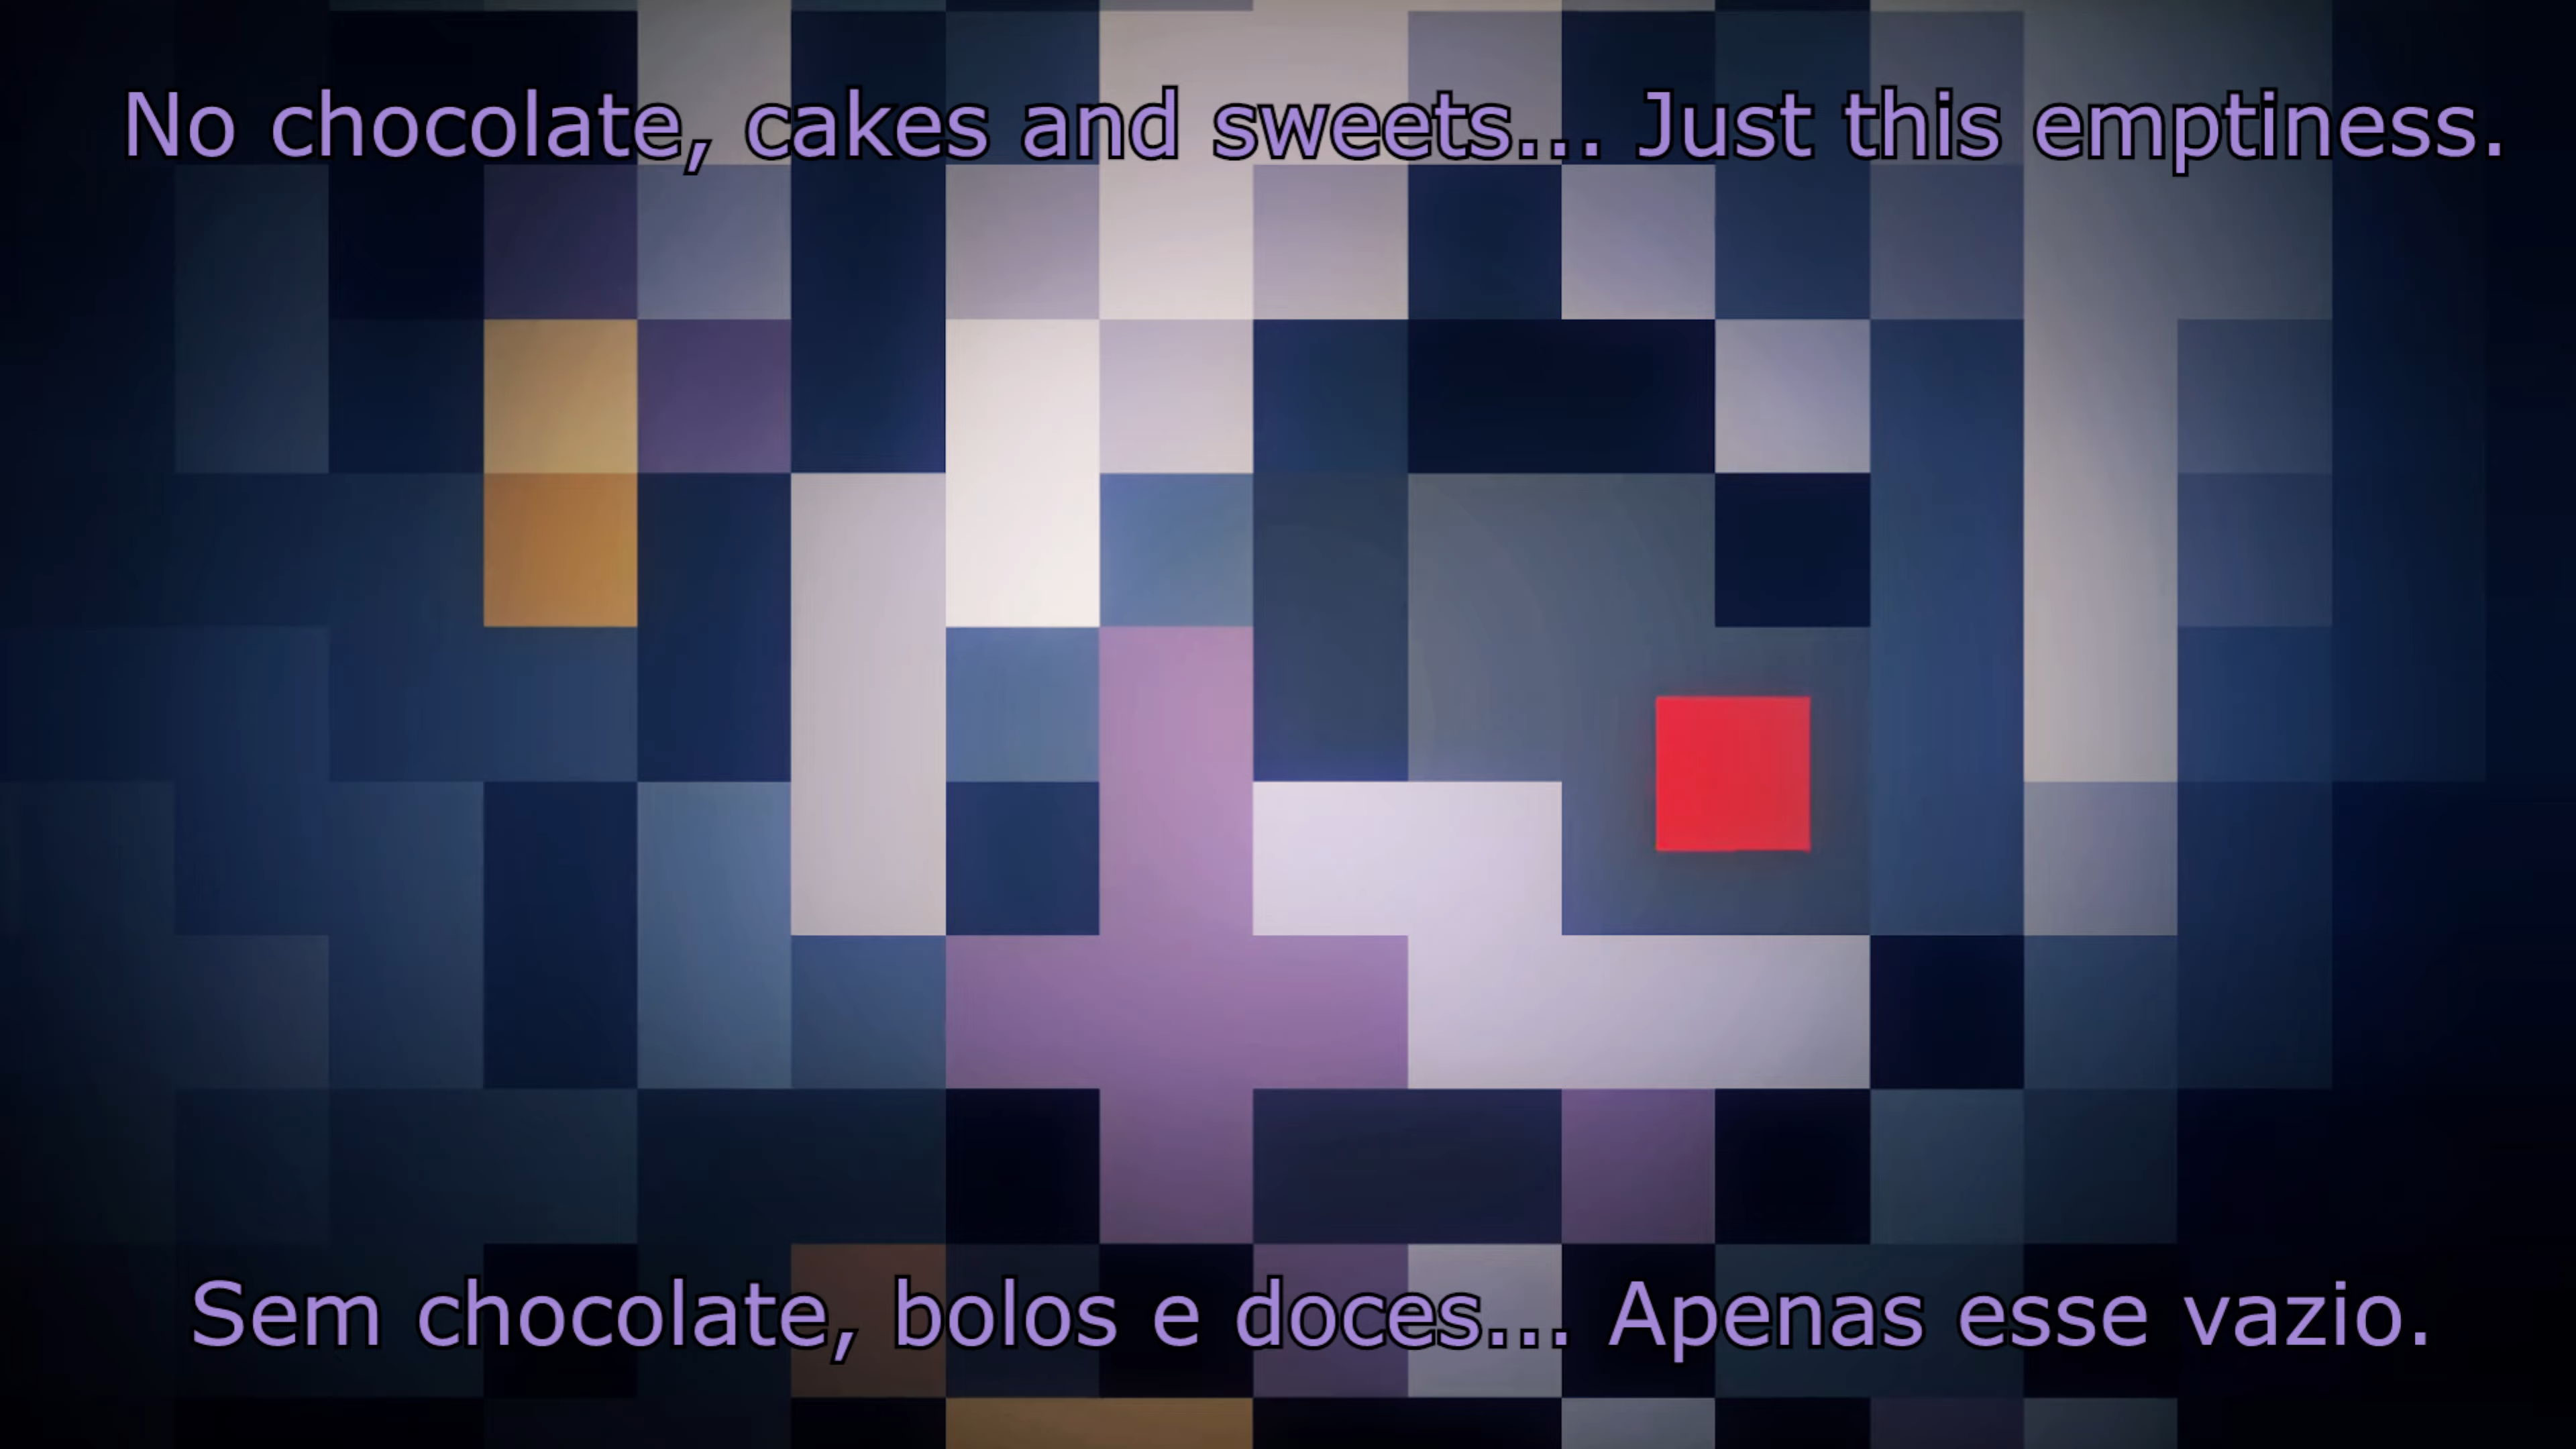 No chocolate, cakes and sweets... Just this emptiness.
Sem chocolate, bolos e doces... Apenas esse vazio.